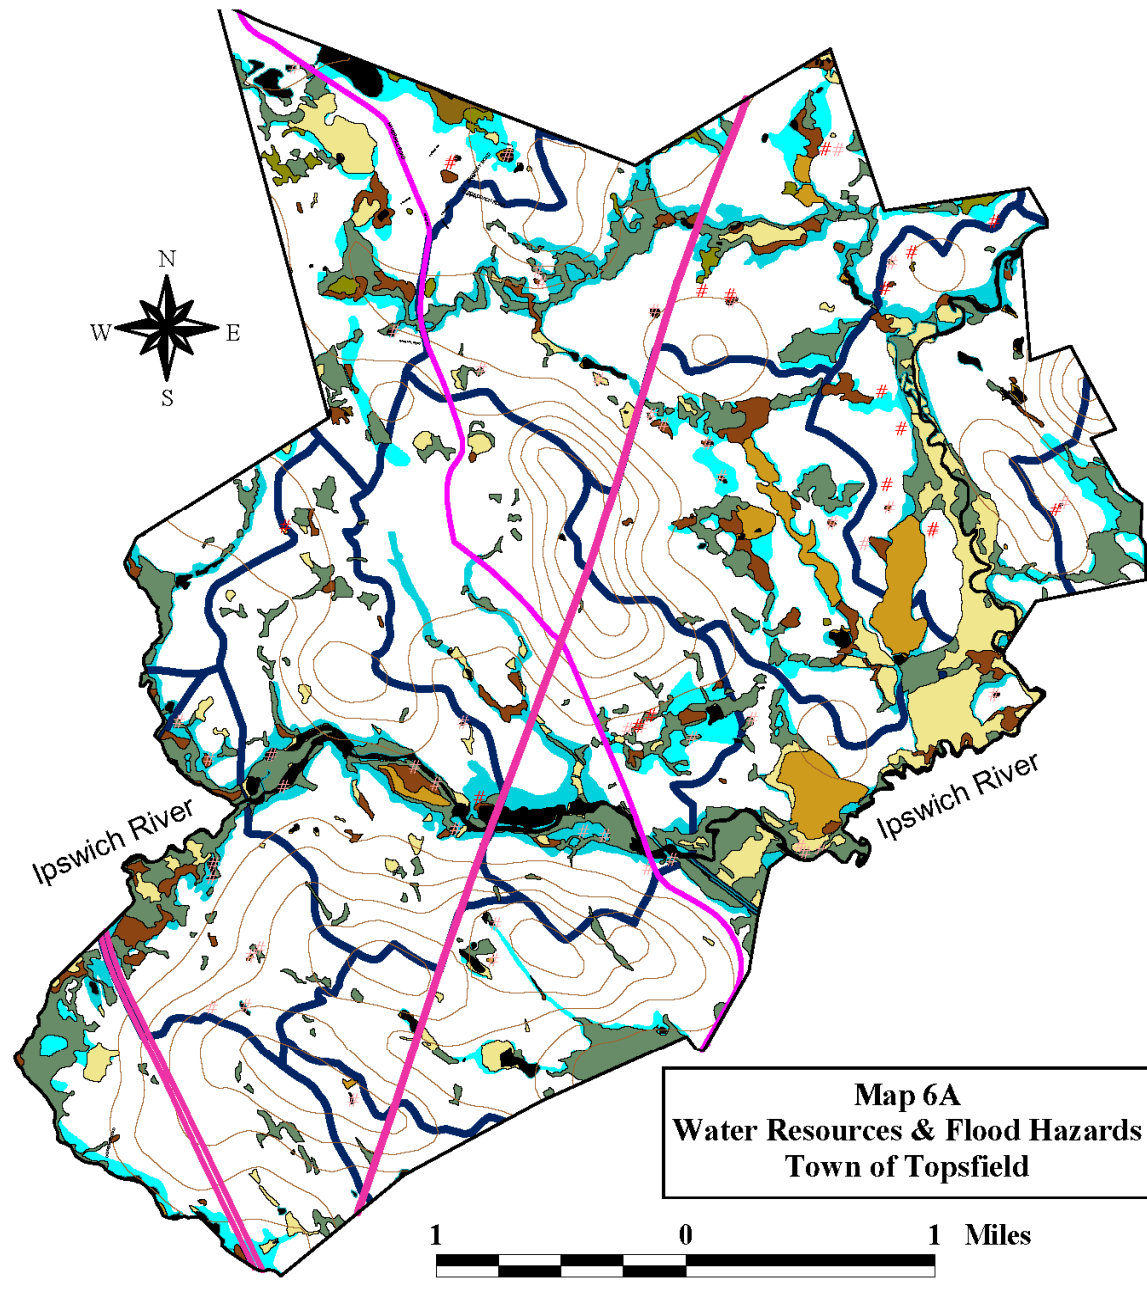 N
W E
S
Ipswich River
Ipswich River
Map 6A
Water Resources & Flood Hazards
Town of Topsfield
1 0 1 Miles